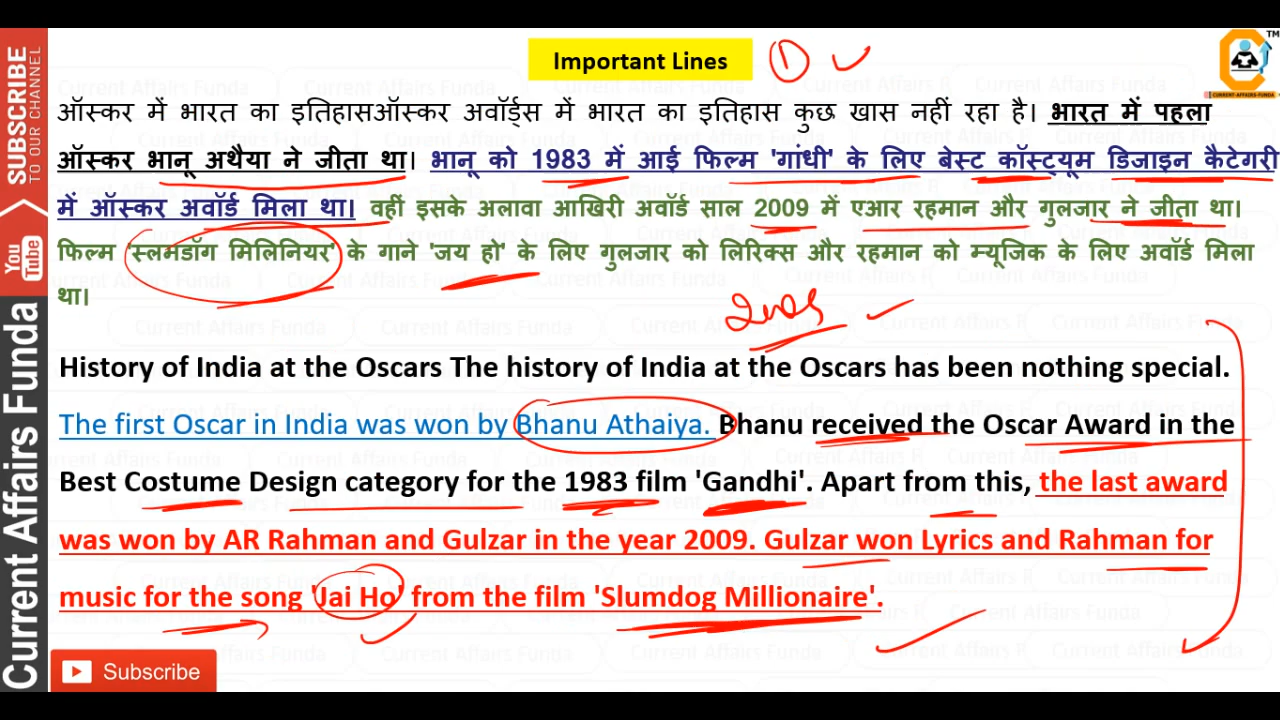 Important Lines
ऑस्कर में भारत का इतिहासऑस्कर अवॉर्ड्स में भारत का इतिहास कुछ खास नहीं रहा है। भारत में पहला
ऑस्कर भानू अथैया ने जीता था। भानू को 1983 में आई फिल्म 'गांधी' के लिए बेस्ट कॉस्ट्यूम डिजाइन कैटेगरी
में ऑस्कर अवॉर्ड मिला था। वहीं इसके अलावा आखिरी अवॉर्ड साल 2009 में एआर रहमान और गुलजार ने जीता था।
फिल्म 'स्लमडॉग मिलिनियर' के गाने 'जय हो' के लिए गुलजार को लिरिक्स और रहमान को म्यूजिक के लिए अवॉर्ड मिला
था।
History of India at the Oscars The history of India at the Oscars has been nothing special.
The first Oscar in India was won by Bhanu Athaiya. Bhanu received the Oscar Award in the
Best Costume Design category for the 1983 film 'Gandhi'. Apart from this, the last award
was won by AR Rahman and Gulzar in the year 2009. Gulzar won Lyrics and Rahman for
music for the song 'Jai Ho' from the film 'Slumdog Millionaire'.
Subscribe
SUBSCRIBE
TO OUR CHANNEL
You Tube
Current Affairs Funda
TM
CURRENT-AFFAIRS-FUNDA